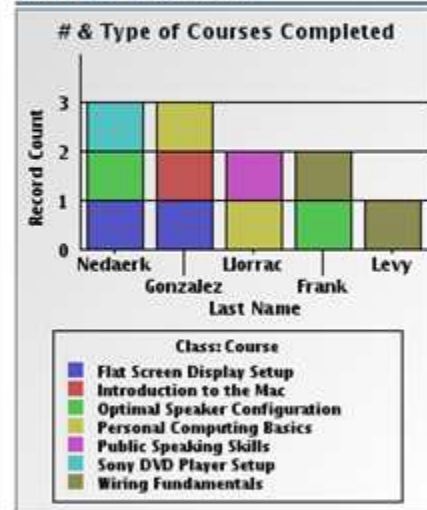 # & Type of Courses Completed
3
2
1
0
Record Count
Nedaerk
Gonzalez
Llorrac
Frank
Levy
Last Name
Class: Course
Flat Screen Display Setup
Introduction to the Mac
Optimal Speaker Configuration
Personal Computing Basics
Public Speaking Skills
Sony DVD Player Setup
Wiring Fundamentals